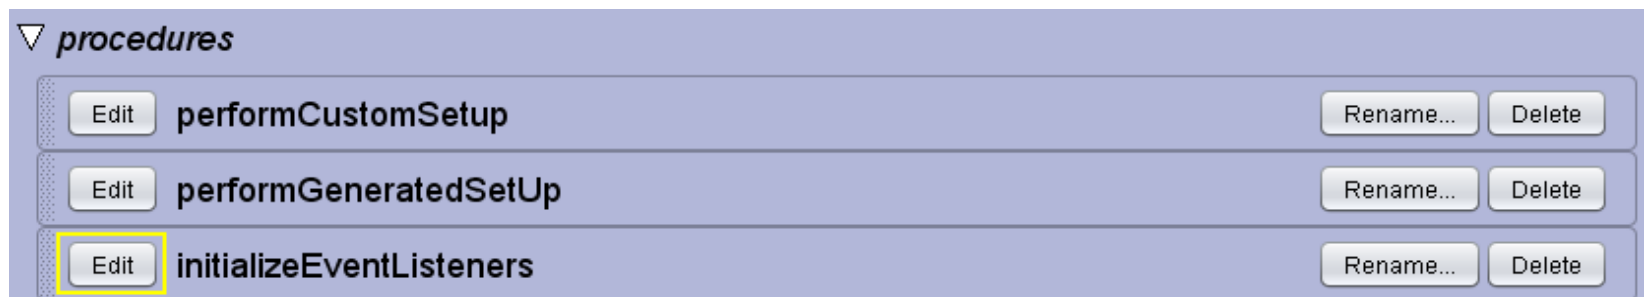 procedures
Edit performCustomSetup Rename... Delete
Edit performGeneratedSetUp Rename... Delete
Edit initializeEventListeners Rename... Delete